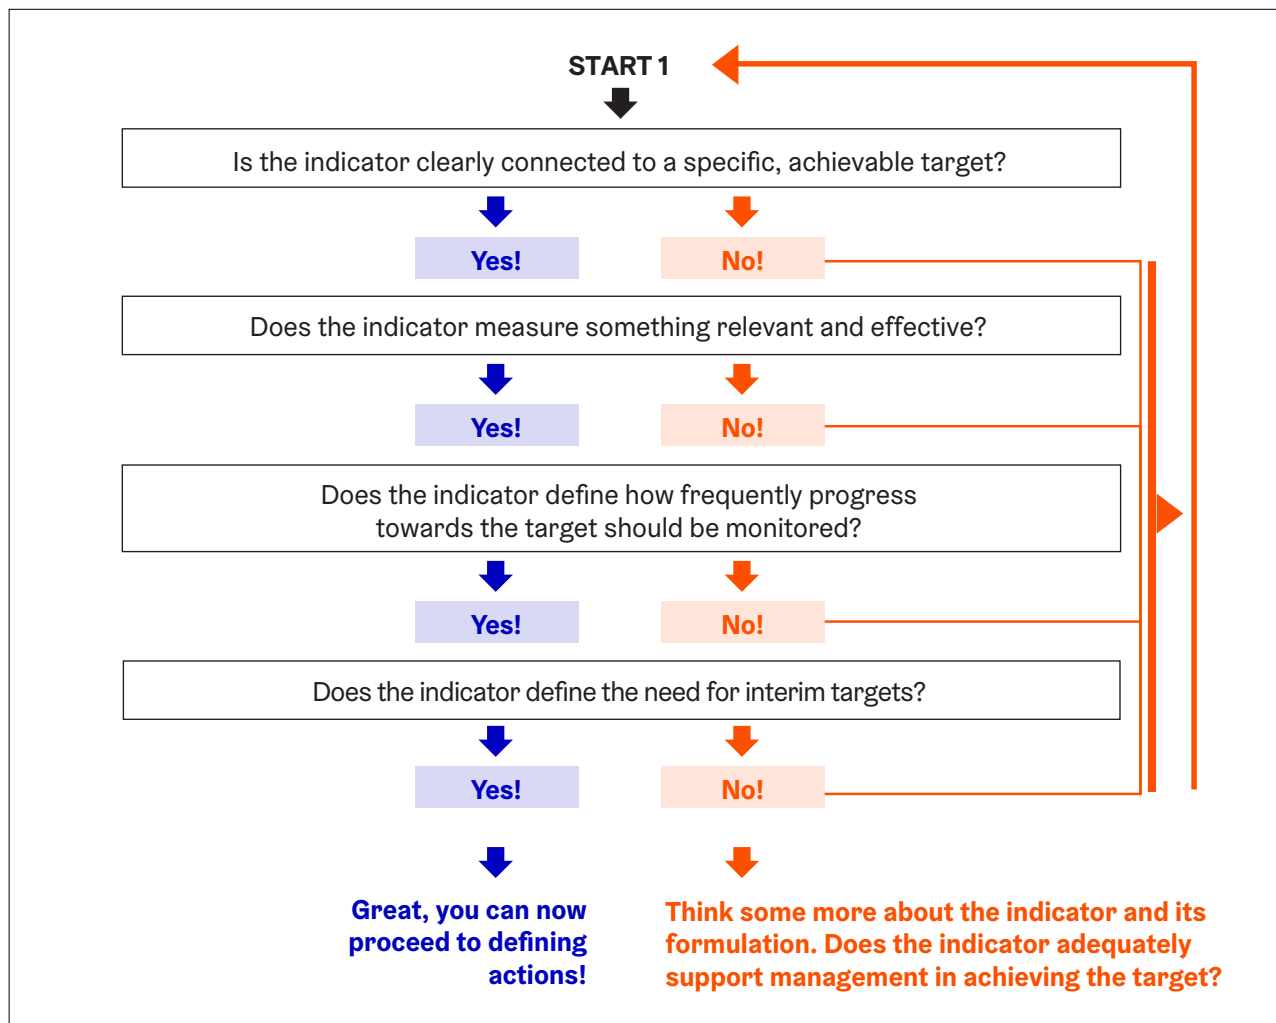 START 1
Is the indicator clearly connected to a specific, achievable target?
Yes!
No!
Does the indicator measure something relevant and effective?
Yes!
No!
Does the indicator define how frequently progress
towards the target should be monitored?
Yes!
No!
Does the indicator define the need for interim targets?
Yes!
No!
Great, you can now
proceed to defining
actions!
Think some more about the indicator and its
formulation. Does the indicator adequately
support management in achieving the target?